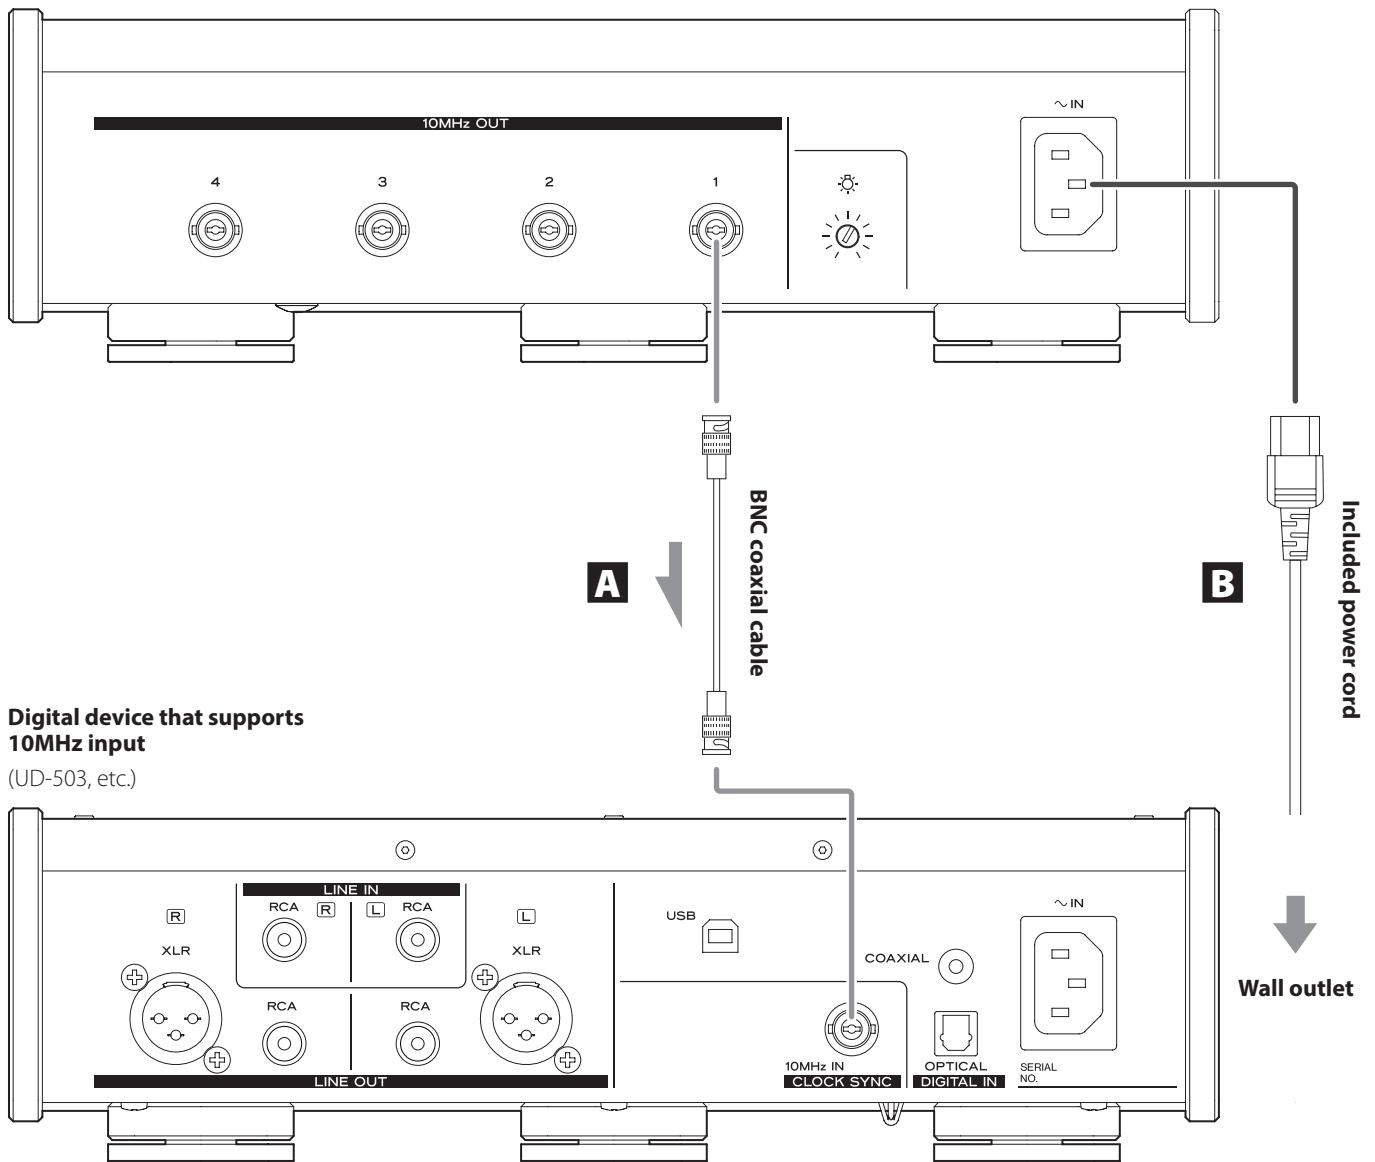 ∿ IN
10MHz OUT
4 3 2 1
BNC coaxial cable
A
B
Included power cord
Digital device that supports
10MHz input
(UD-503, etc.)
LINE IN
RCA R L RCA
R
L
XLR
XLR
RCA
RCA
LINE OUT
USB
COAXIAL
∿ IN
10MHz IN
CLOCK SYNC
OPTICAL
DIGITAL IN
SERIAL
NO.
Wall outlet